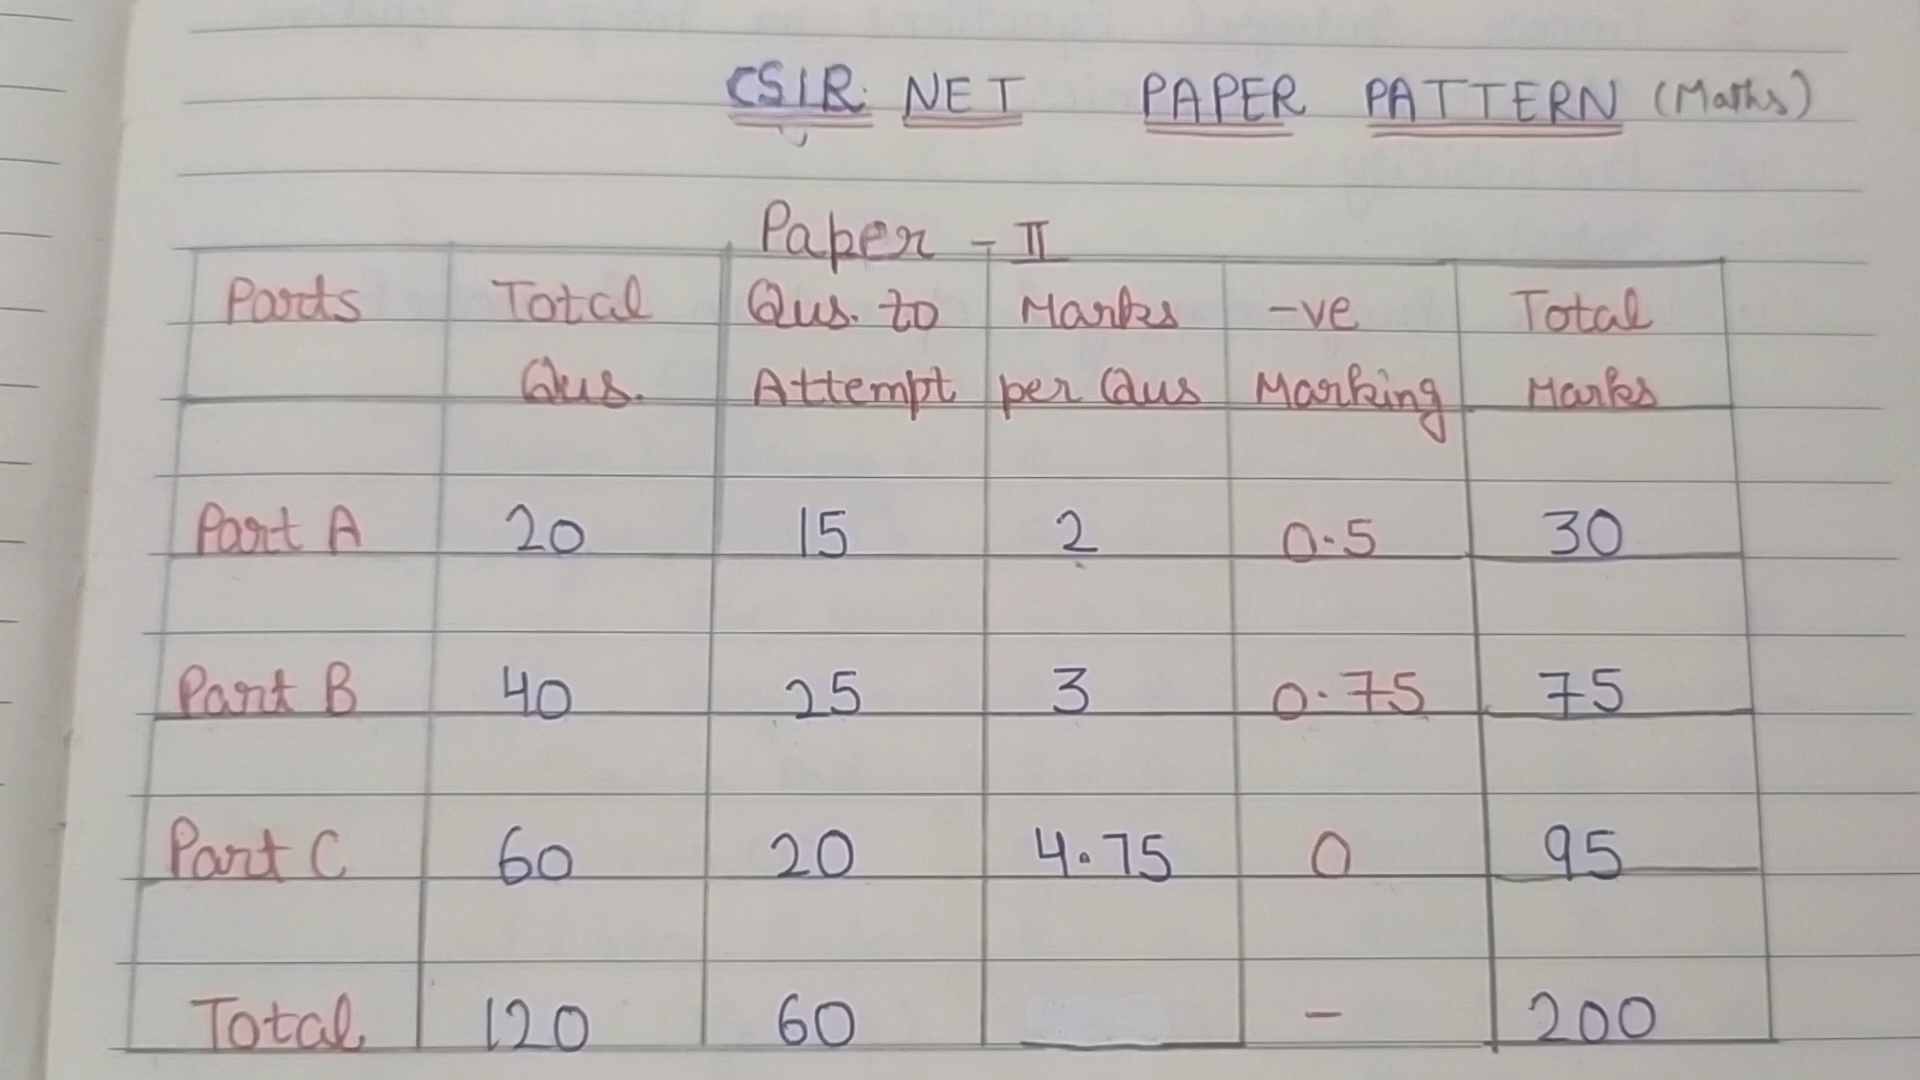 CSIR NET PAPER PATTERN (Maths)
Paper - II
Parts Total Qus. to Marks -ve Total
Qus. Attempt per Qus Marking Marks
Part A 20 15 2 0.5 30
Part B 40 25 3 0.75 75
Part C 60 20 4.75 0 95
Total 120 60 - 200